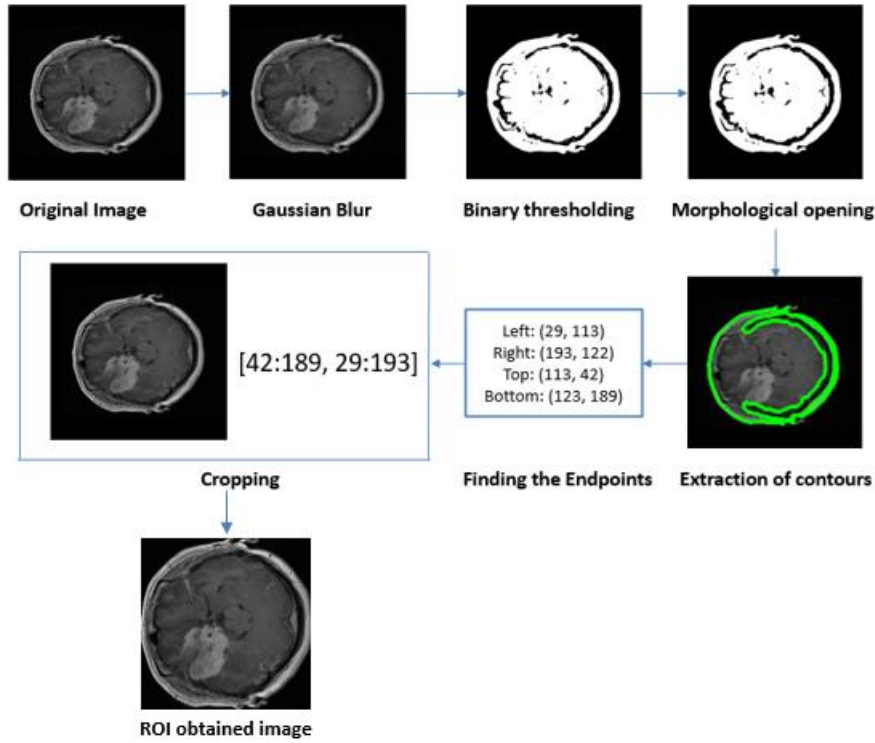 Original Image
Gaussian Blur
Binary thresholding
Morphological opening
[42:189, 29:193]
Left: (29, 113)
Right: (193, 122)
Top: (113, 42)
Bottom: (123, 189)
Cropping
Finding the Endpoints
Extraction of contours
ROI obtained image